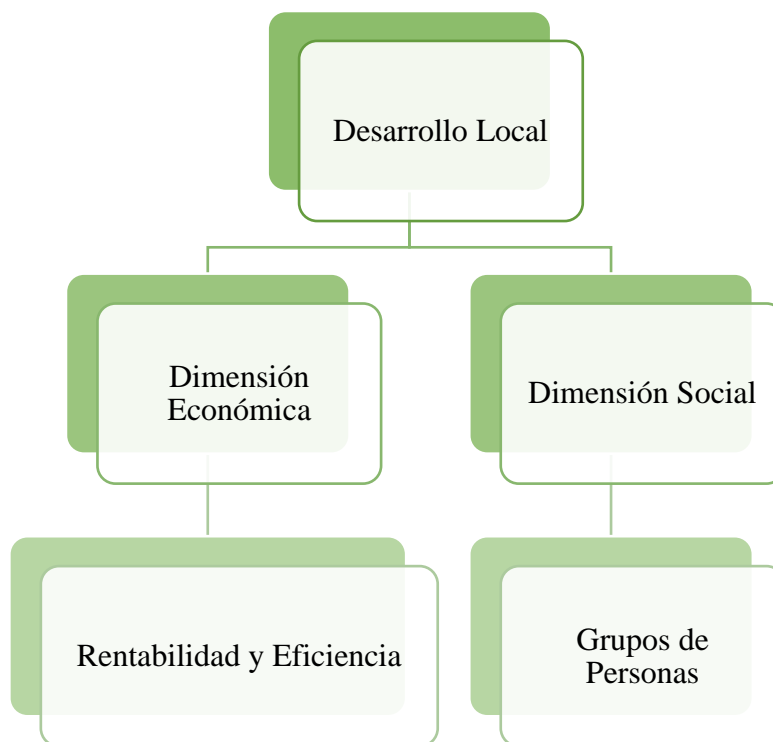 Desarrollo Local
Dimensión
Económica
Dimensión Social
Rentabilidad y Eficiencia
Grupos de
Personas